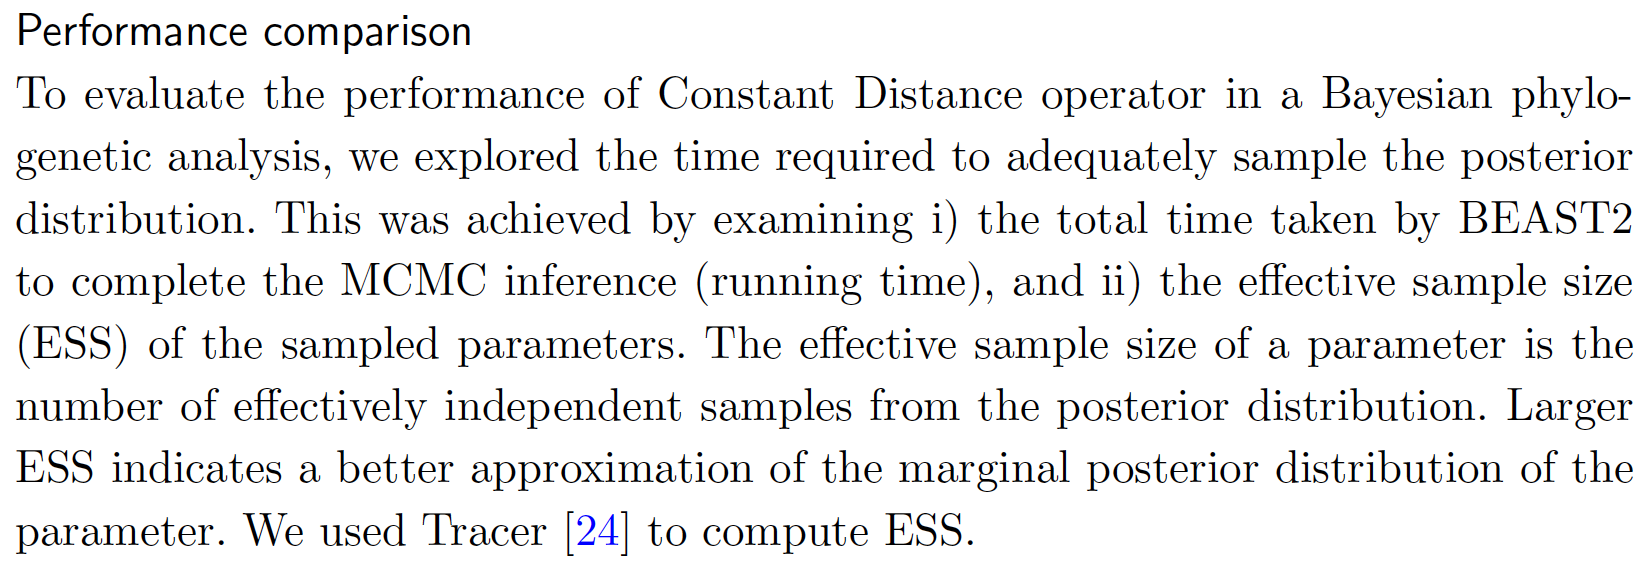 Performance comparison
To evaluate the performance of Constant Distance operator in a Bayesian phylo-
genetic analysis, we explored the time required to adequately sample the posterior
distribution. This was achieved by examining i) the total time taken by BEAST2
to complete the MCMC inference (running time), and ii) the effective sample size
(ESS) of the sampled parameters. The effective sample size of a parameter is the
number of effectively independent samples from the posterior distribution. Larger
ESS indicates a better approximation of the marginal posterior distribution of the
parameter. We used Tracer [24] to compute ESS.